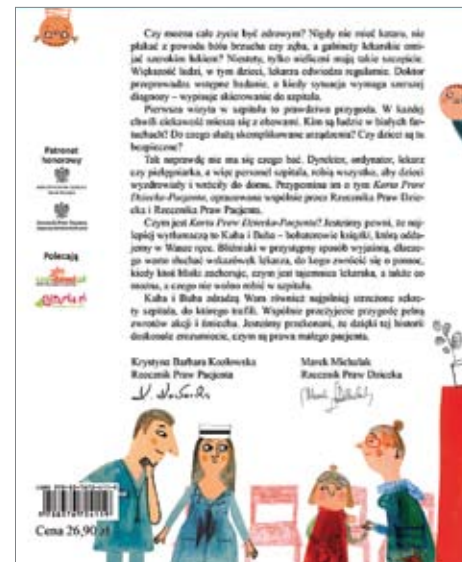 Czy można całe życie być zdrowym? Nigdy nie mieć kataru, nie
płakać z powodu bólu brzucha czy zęba, a gabinety lekarskie omi-
jać szerokim łukiem? Niestety, tylko nieliczni mają takie szczęście.
Większość ludzi, w tym dzieci, lekarza odwiedza regularnie. Doktor
przeprowadza wstępne badanie, a kiedy sytuacja wymaga szerszej
diagnozy – wypisuje skierowanie do szpitala.
Pierwsza wizyta w szpitalu to prawdziwa przygoda. W każdej
chwili ciekawość miesza się z obawami. Kim są ludzie w białych far-
tuchach? Do czego służą skomplikowane urządzenia? Czy dzieci są tu
bezpieczne?
Tak naprawdę nie ma się czego bać. Dyrektor, ordynator, lekarz
czy pielęgniarka, a więc personel szpitala, robią wszystko, aby dzieci
wyzdrowiały i wróciły do domu. Przypomina im o tym Karta Praw
Dziecka-Pacjenta, opracowana wspólnie przez Rzecznika Praw Dzie-
cka i Rzecznika Praw Pacjenta.
Czym jest Karta Praw Dziecka-Pacjenta? Jesteśmy pewni, że naj-
lepiej wytłumaczą to Kuba i Buba – bohaterowie książki, którą odda-
jemy w Wasze ręce. Bliźniaki w przystępny sposób wyjaśnią, dlacze-
go warto słuchać wskazówek lekarza, do kogo zwrócić się o pomoc,
kiedy ktoś bliski zachoruje, czym jest tajemnica lekarska, a także co
można, a czego nie wolno robić w szpitalu.
Kuba i Buba zdradzą Wam również najpilniej strzeżone sekre-
ty szpitala, do którego trafili. Wspólnie przeżyjecie przygodę pełną
zwrotów akcji i śmiechu. Jesteśmy przekonani, że dzięki tej historii
doskonale zrozumiecie, czym są prawa małego pacjenta.
Krystyna Barbara Kozłowska
Rzecznik Praw Pacjenta
Marek Michalak
Rzecznik Praw Dziecka
Patronat
honorowy
Polecają
Cena 26,90 zł